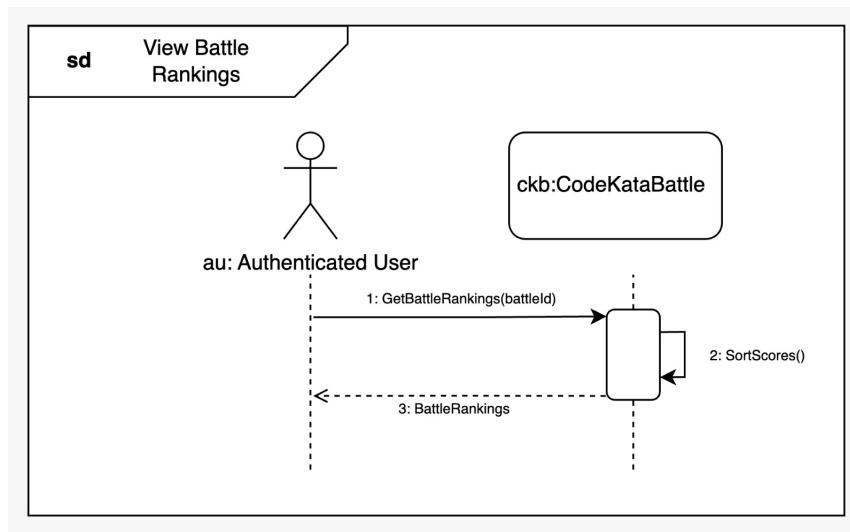 sd
View Battle
Rankings
ckb:CodeKataBattle
au: Authenticated User
1: GetBattleRankings(battleId)
2: SortScores()
3: BattleRankings